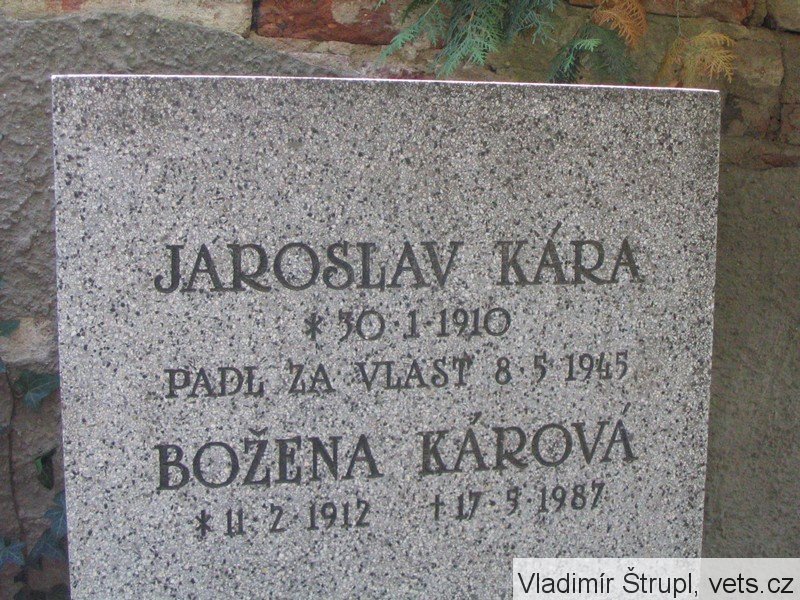 JAROSLAV KÁRA
* 30·1·1910
PADL ZA VLAST 8·5 1945
BOŽENA KÁROVÁ
* 11·2·1912 † 17·5 1987
Vladimír Štrupl, vets.cz